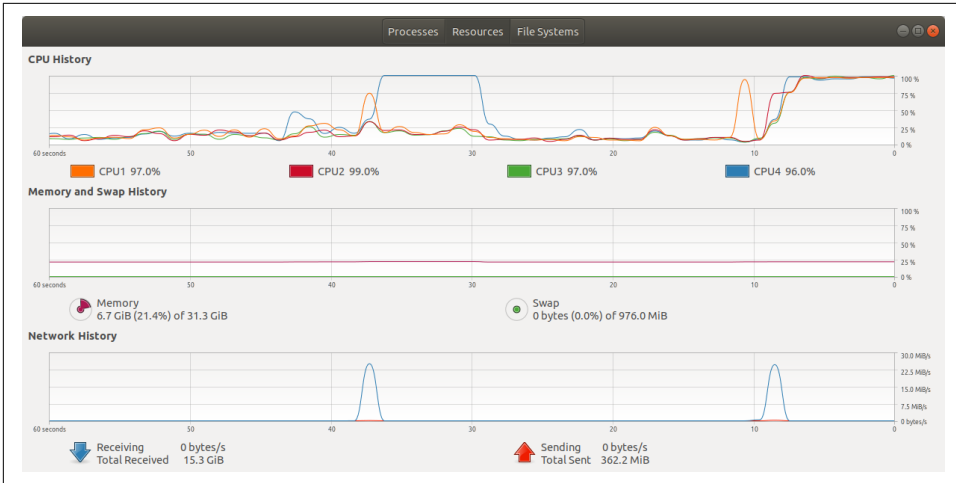 Processes Resources File Systems
CPU History
100 %
75 %
50 %
25 %
0 %
60 seconds 50 40 30 20 10 0
CPU1 97.0% CPU2 99.0% CPU3 97.0% CPU4 96.0%
Memory and Swap History
100 %
75 %
50 %
25 %
0 %
60 seconds 50 40 30 20 10 0
Memory
6.7 GiB (21.4%) of 31.3 GiB
Swap
0 bytes (0.0%) of 976.0 MiB
Network History
30.0 MiB/s
22.5 MiB/s
15.0 MiB/s
7.5 MiB/s
0 bytes/s
60 seconds 50 40 30 20 10 0
Receiving 0 bytes/s
Total Received 15.3 GiB
Sending 0 bytes/s
Total Sent 362.2 MiB